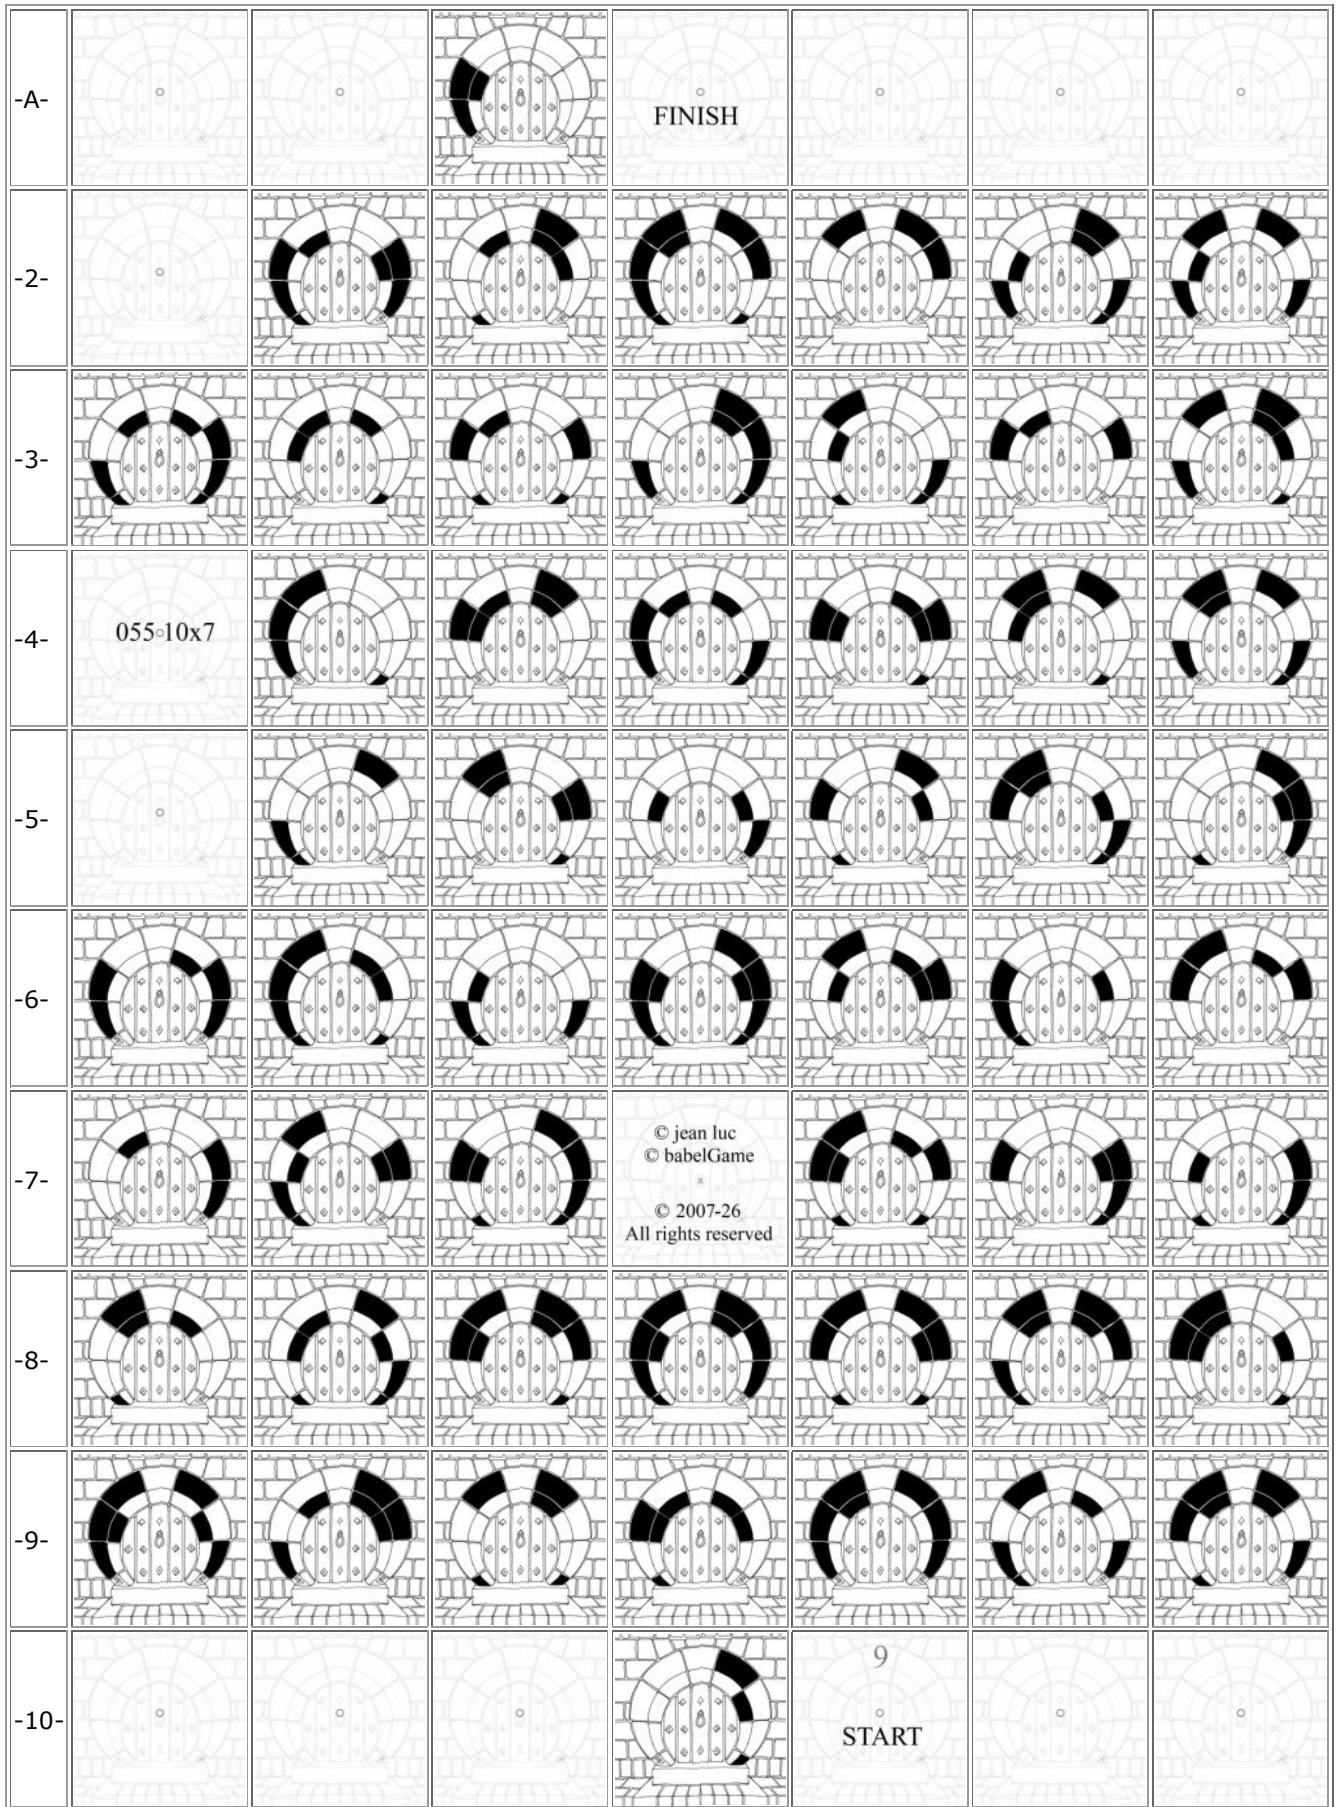 -A-
FINISH
-2-
-3-
-4-
055 10x7
-5-
-6-
-7-
© jean luc
© babelGame
© 2007-26
All rights reserved
-8-
-9-
-10-
9
START